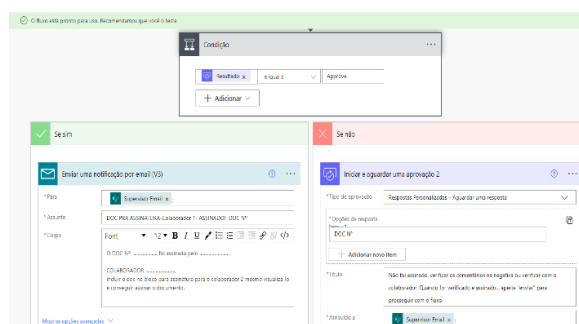 O fluxo está pronto para uso. Recomendamos que você o teste
Condição
Resultado x
é igual a
Approve
Adicionar
Se sim
Se não
Enviar uma notificação por email (V3)
*Para
Supervisor Email x
*Assunto
DOC PRA ASSINATURA-Colaborador 1- ASSINADO! DOC Nº
*Corpo
Font
12
B I U
O DOC Nº ................. foi assinado pelo .....................
COLABORADOR .................
incluir o doc no bloco para assinatura para o colaborador 2 mesmo visualizá lo
e conseguir assinar o documento.
Mostrar opções avançadas
Iniciar e aguardar uma aprovação 2
*Tipo de aprovação
Respostas Personalizadas – Aguardar uma resposta
*Opções de resposta
DOC Nº
Adicionar novo item
*Título
Não foi assinado, verificar os comentários na negativa ou verificar com o
colaborador. Quando for verificado e assinado, aperte "enviar" para
prosseguir com o fluxo.
*Atribuído a
Supervisor Email x